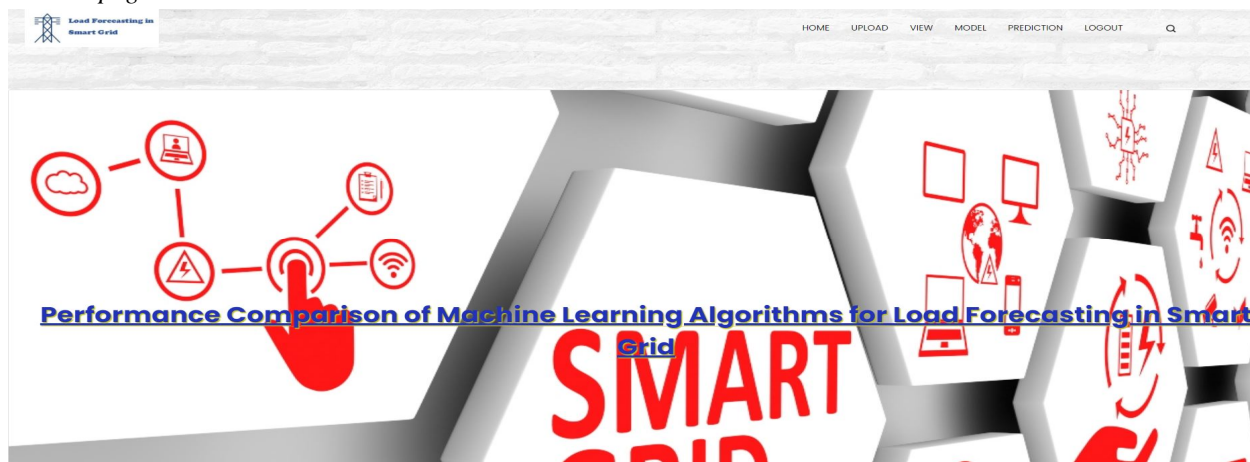 Load Forecasting in
Smart Grid
HOME UPLOAD VIEW MODEL PREDICTION LOGOUT
Performance Comparison of Machine Learning Algorithms for Load Forecasting in Smart
Grid
SMART
GRID